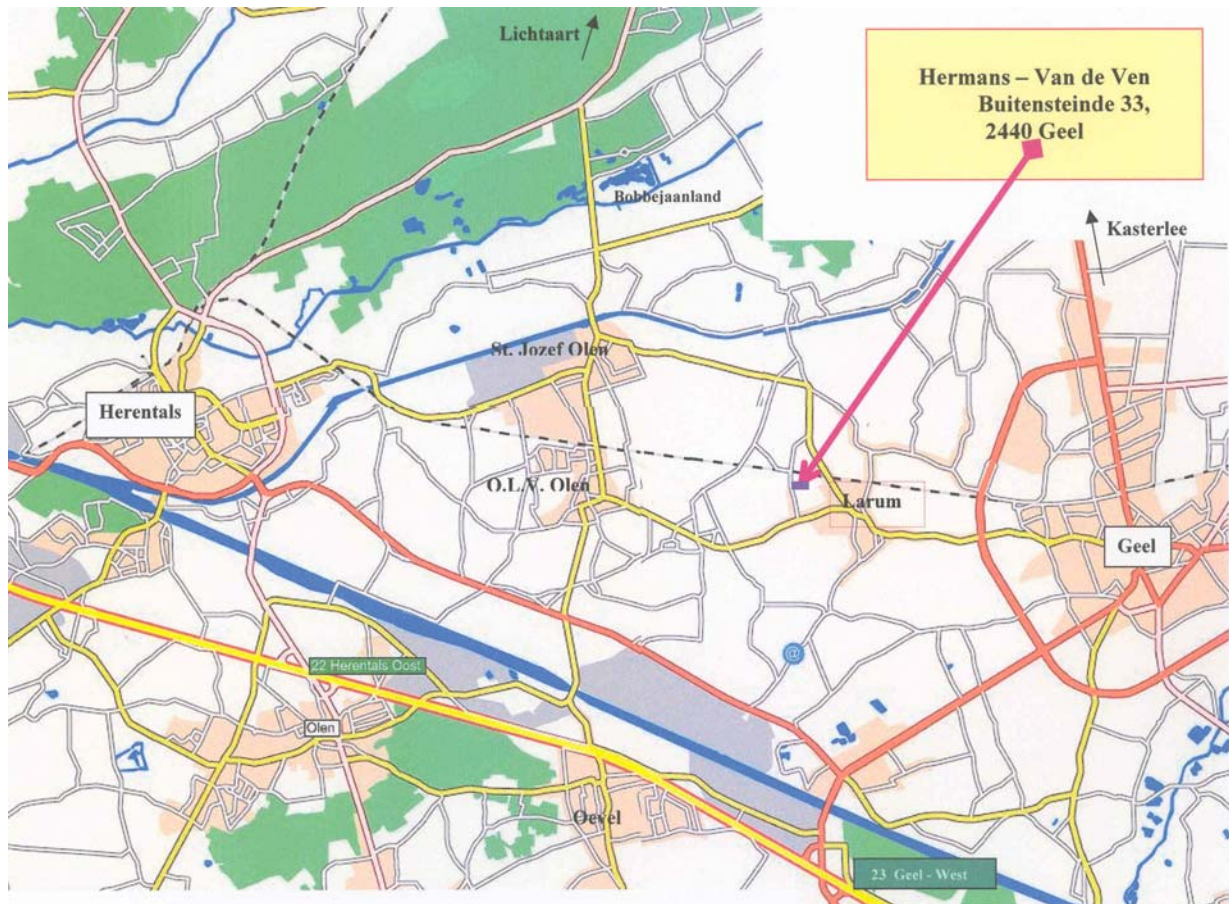 Lichtaart
Hermans – Van de Ven
Buitensteinde 33,
2440 Geel
Bobbejaanland
Kasterlee
St. Jozef Olen
Herentals
O.L.V. Olen
Larum
Geel
@
22 Herentals Oost
Olen
Oevel
23 Geel - West